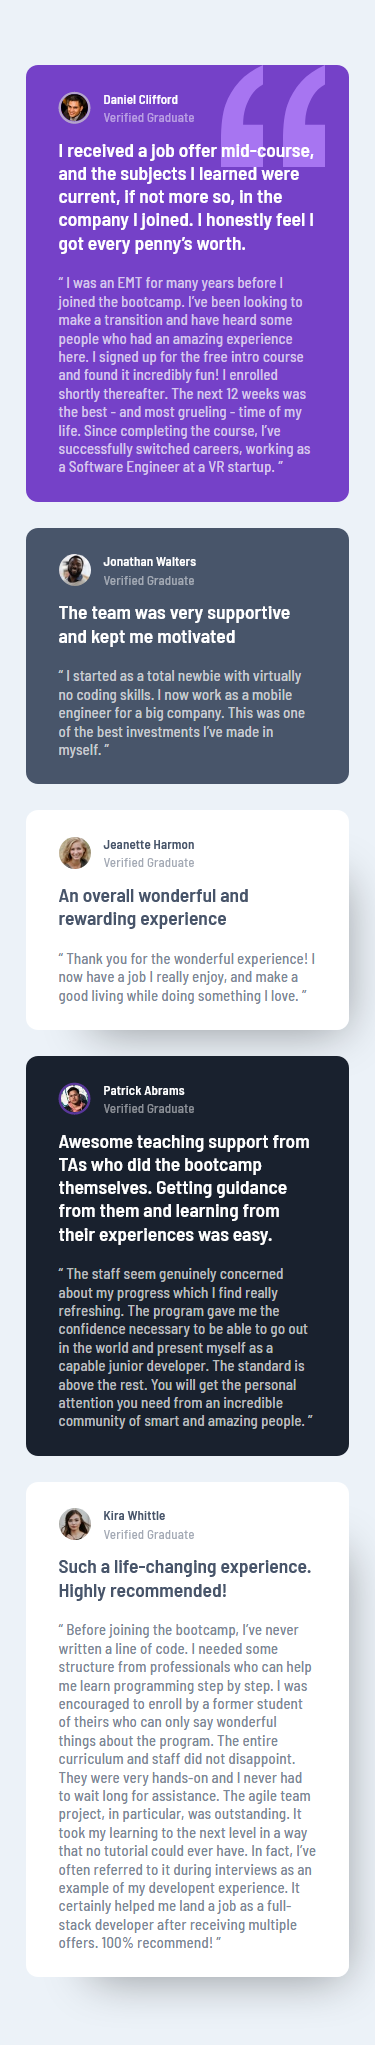 Daniel Clifford
Verified Graduate
I received a job offer mid-course,
and the subjects I learned were
current, if not more so, in the
company I joined. I honestly feel I
got every penny’s worth.
“ I was an EMT for many years before I
joined the bootcamp. I’ve been looking to
make a transition and have heard some
people who had an amazing experience
here. I signed up for the free intro course
and found it incredibly fun! I enrolled
shortly thereafter. The next 12 weeks was
the best - and most grueling - time of my
life. Since completing the course, I’ve
successfully switched careers, working as
a Software Engineer at a VR startup. ”
Jonathan Walters
Verified Graduate
The team was very supportive
and kept me motivated
“ I started as a total newbie with virtually
no coding skills. I now work as a mobile
engineer for a big company. This was one
of the best investments I’ve made in
myself. ”
Jeanette Harmon
Verified Graduate
An overall wonderful and
rewarding experience
“ Thank you for the wonderful experience! I
now have a job I really enjoy, and make a
good living while doing something I love. ”
Patrick Abrams
Verified Graduate
Awesome teaching support from
TAs who did the bootcamp
themselves. Getting guidance
from them and learning from
their experiences was easy.
“ The staff seem genuinely concerned
about my progress which I find really
refreshing. The program gave me the
confidence necessary to be able to go out
in the world and present myself as a
capable junior developer. The standard is
above the rest. You will get the personal
attention you need from an incredible
community of smart and amazing people. ”
Kira Whittle
Verified Graduate
Such a life-changing experience.
Highly recommended!
“ Before joining the bootcamp, I’ve never
written a line of code. I needed some
structure from professionals who can help
me learn programming step by step. I was
encouraged to enroll by a former student
of theirs who can only say wonderful
things about the program. The entire
curriculum and staff did not disappoint.
They were very hands-on and I never had
to wait long for assistance. The agile team
project, in particular, was outstanding. It
took my learning to the next level in a way
that no tutorial could ever have. In fact, I’ve
often referred to it during interviews as an
example of my developent experience. It
certainly helped me land a job as a full-
stack developer after receiving multiple
offers. 100% recommend! ”